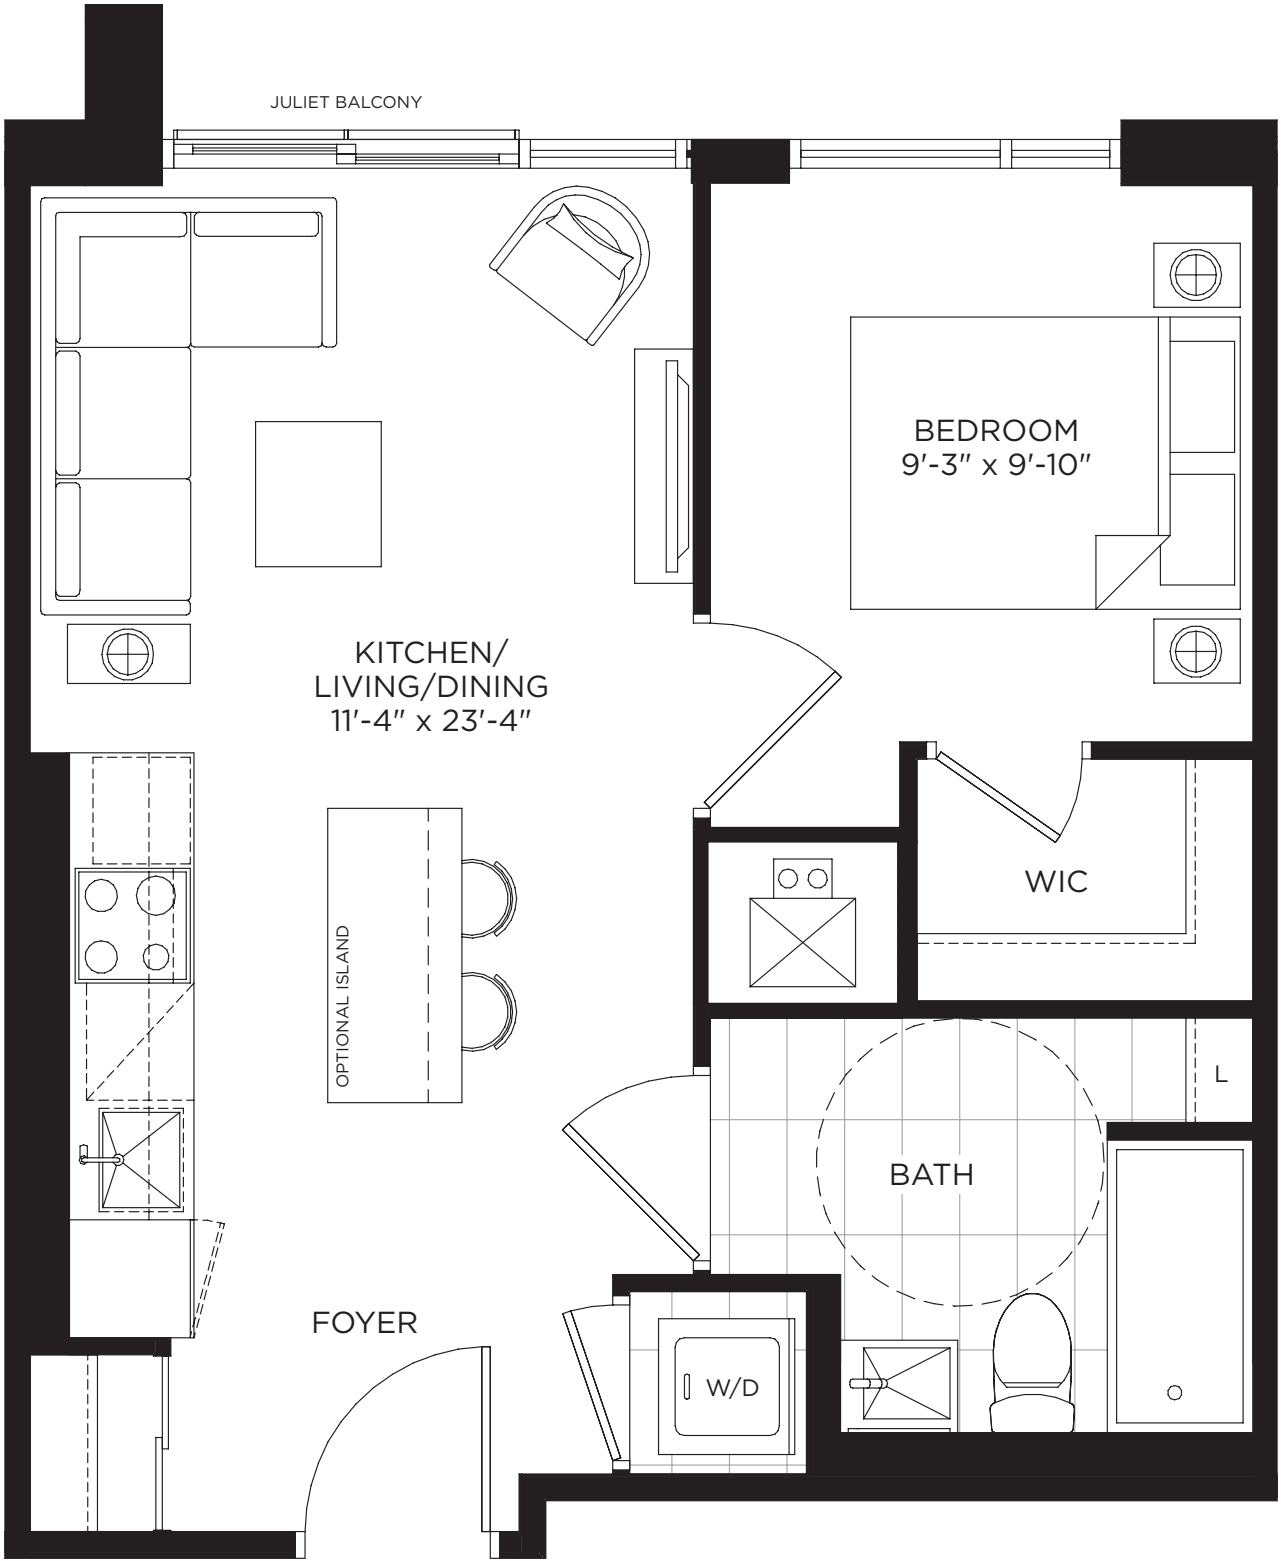 JULIET BALCONY
BEDROOM
9'-3" x 9'-10"
KITCHEN/
LIVING/DINING
11'-4" x 23'-4"
WIC
OPTIONAL ISLAND
L
BATH
FOYER
W/D